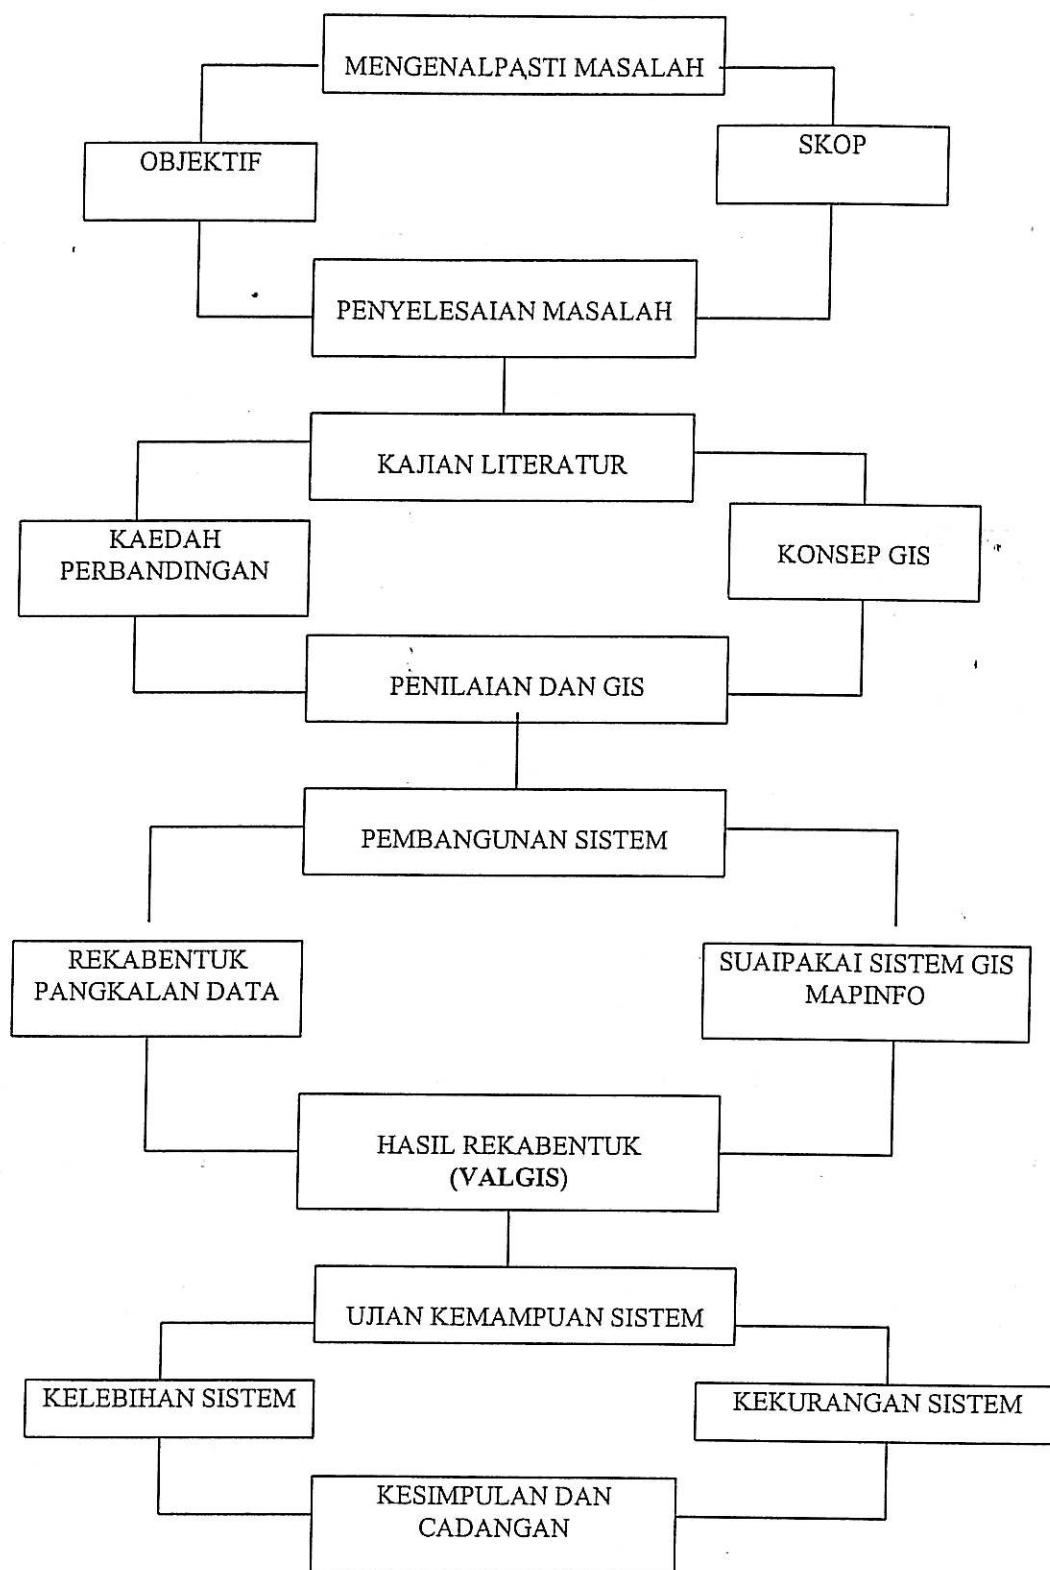 MENGENALPASTI MASALAH
OBJEKTIF
SKOP
PENYELESAIAN MASALAH
KAJIAN LITERATUR
KAEDAH
PERBANDINGAN
KONSEP GIS
PENILAIAN DAN GIS
PEMBANGUNAN SISTEM
REKABENTUK
PANGKALAN DATA
SUAIPAKAI SISTEM GIS
MAPINFO
HASIL REKABENTUK
(VALGIS)
UJIAN KEMAMPUAN SISTEM
KELEBIHAN SISTEM
KEKURANGAN SISTEM
KESIMPULAN DAN
CADANGAN